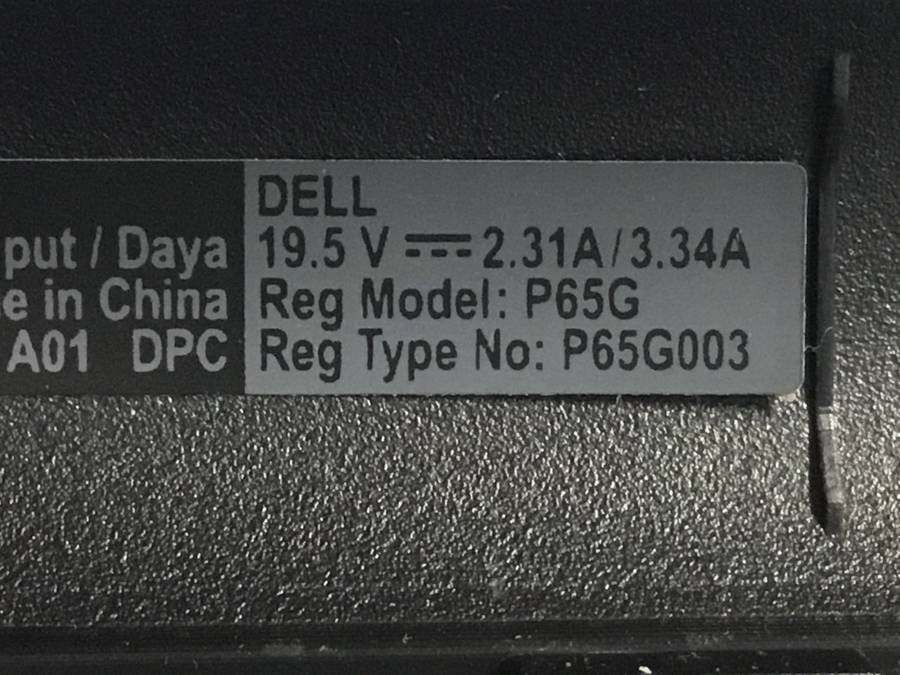 DELL
put / Daya 19.5 V ⎓ 2.31A/3.34A
e in China Reg Model: P65G
A01 DPC Reg Type No: P65G003